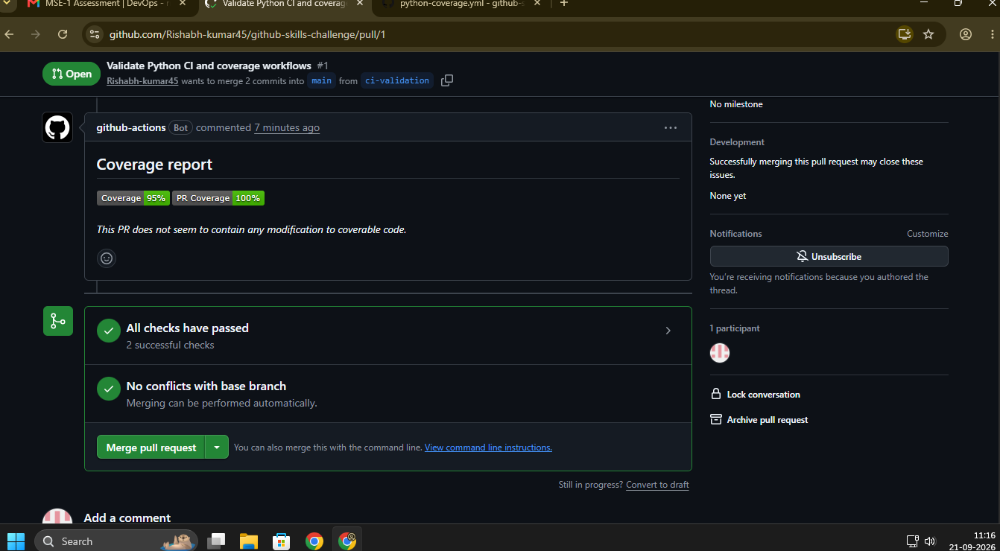 MSE-1 Assessment | DevOps -
Validate Python CI and coverag
python-coverage.yml - github-s
github.com/Rishabh-kumar45/github-skills-challenge/pull/1
Open
Validate Python CI and coverage workflows #1
Rishabh-kumar45 wants to merge 2 commits into main from ci-validation
github-actions Bot commented 7 minutes ago
Coverage report
Coverage 95% PR Coverage 100%
This PR does not seem to contain any modification to coverable code.
All checks have passed
2 successful checks
No conflicts with base branch
Merging can be performed automatically.
Merge pull request
You can also merge this with the command line. View command line instructions.
Still in progress? Convert to draft
Add a comment
No milestone
Development
Successfully merging this pull request may close these
issues.
None yet
Notifications Customize
Unsubscribe
You're receiving notifications because you authored the
thread.
1 participant
Lock conversation
Archive pull request
Search
11:16
21-09-2026